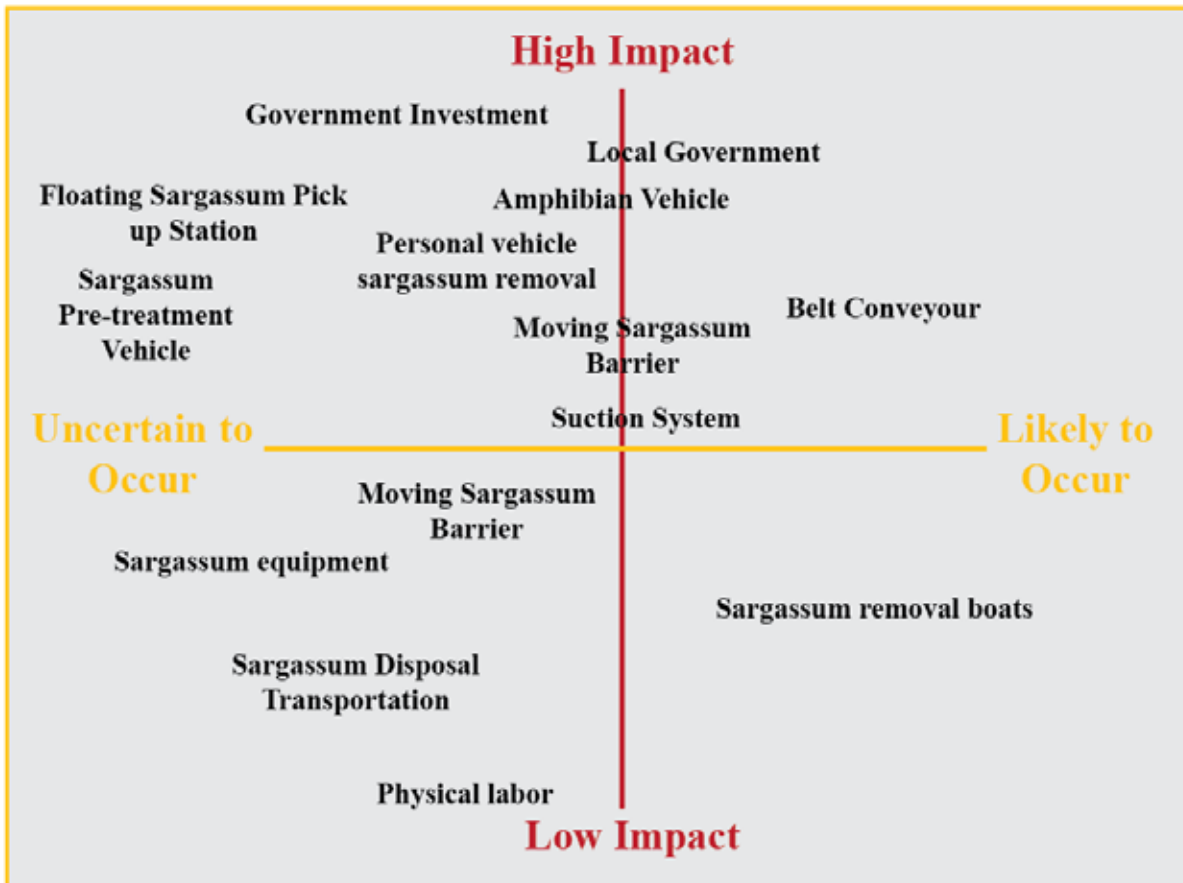 High Impact
Government Investment
Local Government
Floating Sargassum Pick
up Station
Amphibian Vehicle
Personal vehicle
sargassum removal
Sargassum
Pre-treatment
Vehicle
Belt Conveyour
Moving Sargassum
Barrier
Suction System
Uncertain to
Occur
Likely to
Occur
Moving Sargassum
Barrier
Sargassum equipment
Sargassum removal boats
Sargassum Disposal
Transportation
Physical labor
Low Impact